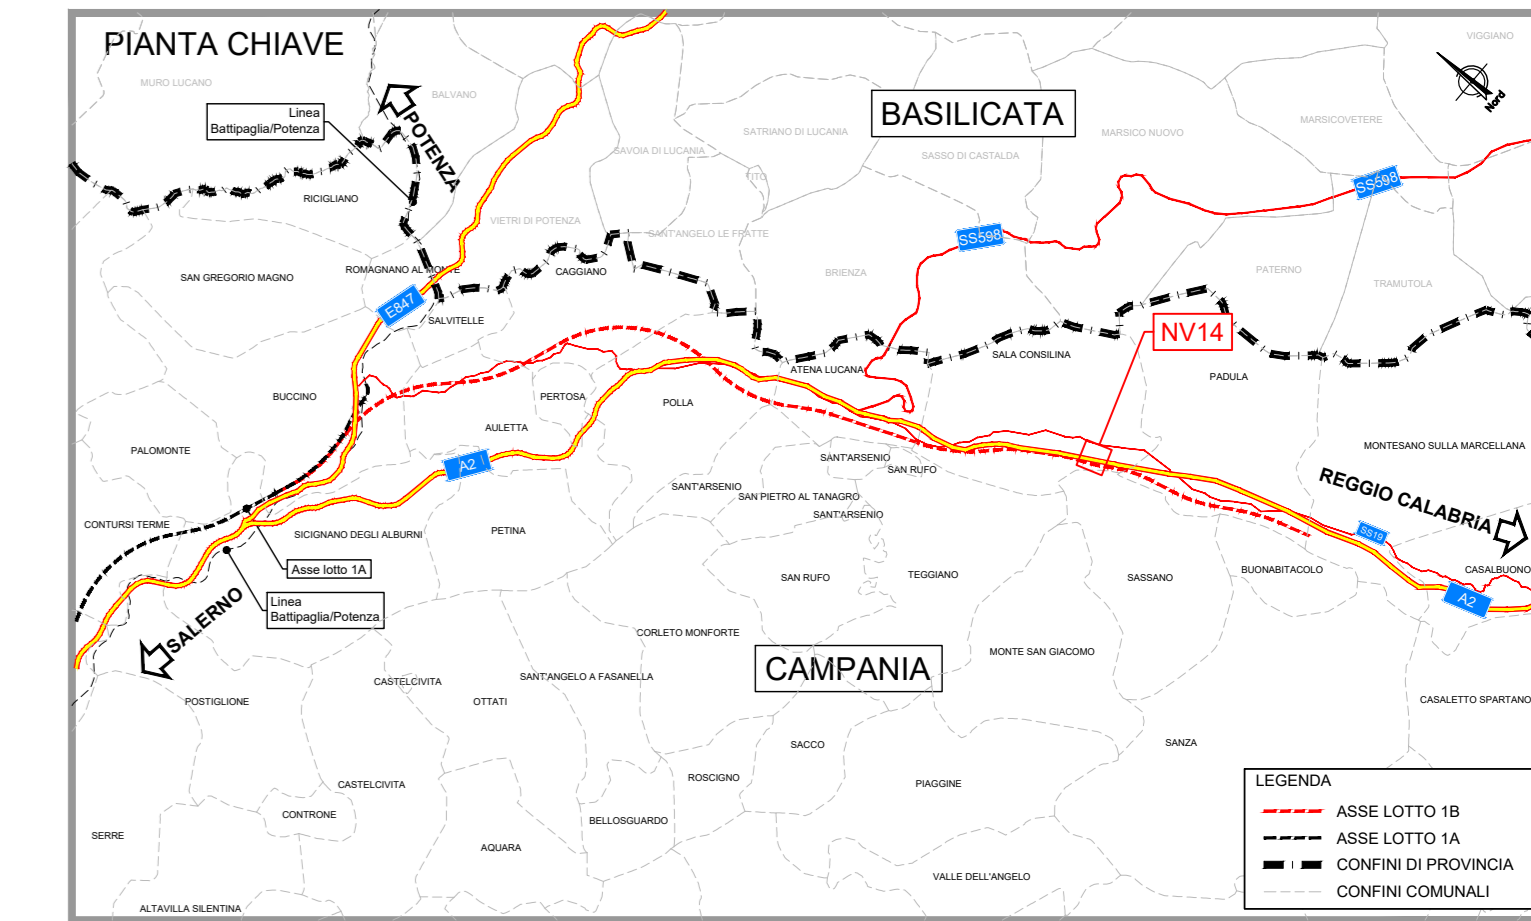 PIANTA CHIAVE
VIGGIANO
MURO LUCANO
BALVANO
Nord
Linea
Battipaglia/Potenza
POTENZA
BASILICATA
SATRIANO DI LUCANIA
MARSICO NUOVO
MARSICOVETERE
SAVOIA DI LUCANIA
SASSO DI CASTALDA
TITO
SS598
RICIGLIANO
VIETRI DI POTENZA
SANT'ANGELO LE FRATTE
SS598
SAN GREGORIO MAGNO
ROMAGNANO AL MONTE
CAGGIANO
BRIENZA
PATERNO
TRAMUTOLA
E847
SALVITELLE
NV14
SALA CONSILINA
ATENA LUCANA
PADULA
BUCCINO
PERTOSA
POLLA
AULETTA
MONTESANO SULLA MARCELLANA
PALOMONTE
A2
SANT'ARSENIO
SAN RUFO
SANT'ARSENIO
SAN PIETRO AL TANAGRO
SANT'ARSENIO
REGGIO CALABRiA
CONTURSI TERME
SICIGNANO DEGLI ALBURNI
PETINA
SS19
Asse lotto 1A
SAN RUFO
TEGGIANO
SASSANO
BUONABITACOLO
CASALBUONO
A2
Linea
Battipaglia/Potenza
SALERNO
CORLETO MONFORTE
MONTE SAN GIACOMO
CAMPANIA
CASTELCIVITA
SANT'ANGELO A FASANELLA
POSTIGLIONE
OTTATI
CASALETTO SPARTANO
SACCO
SANZA
ROSCIGNO
PIAGGINE
CASTELCIVITA
CONTRONE
BELLOSGUARDO
SERRE
AQUARA
VALLE DELL'ANGELO
ALTAVILLA SILENTINA
LEGENDA
ASSE LOTTO 1B
ASSE LOTTO 1A
CONFINI DI PROVINCIA
CONFINI COMUNALI